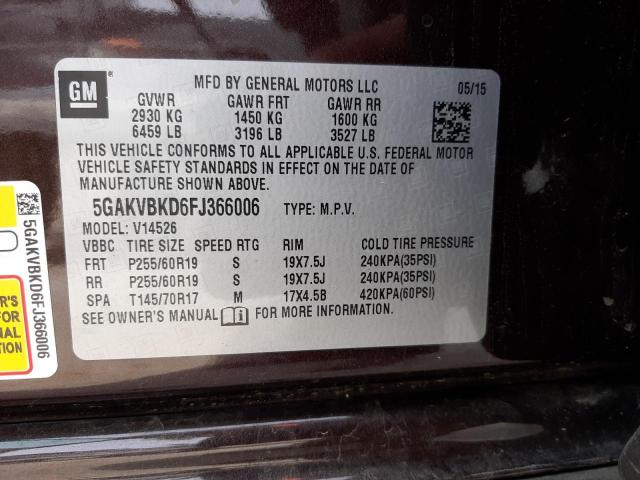 GM
MFD BY GENERAL MOTORS LLC
05/15
GVWR GAWR FRT GAWR RR
2930 KG 1450 KG 1600 KG
6459 LB 3196 LB 3527 LB
THIS VEHICLE CONFORMS TO ALL APPLICABLE U.S. FEDERAL MOTOR
VEHICLE SAFETY STANDARDS IN EFFECT ON THE DATE OF
MANUFACTURE SHOWN ABOVE.
5GAKVBKD6FJ366006 TYPE: M.P.V.
MODEL: V14526
VBBC TIRE SIZE SPEED RTG RIM COLD TIRE PRESSURE
FRT P255/60R19 S 19X7.5J 240KPA(35PSI)
RR P255/60R19 S 19X7.5J 240KPA(35PSI)
SPA T145/70R17 M 17X4.5B 420KPA(60PSI)
SEE OWNER'S MANUAL FOR MORE INFORMATION.
5GAKVBKD6FJ366006
FOR